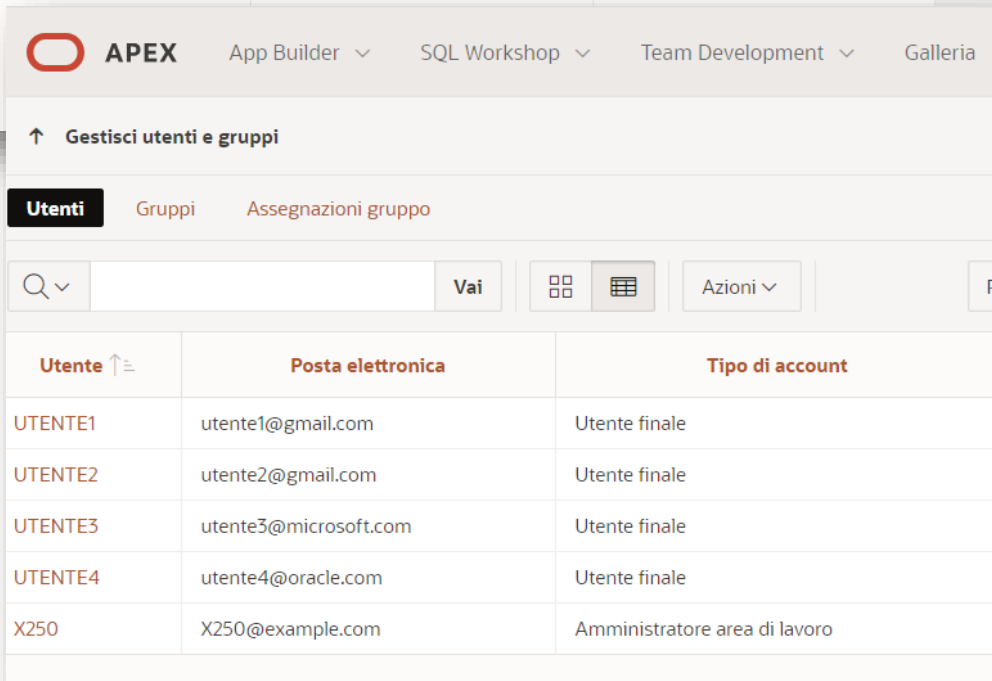 APEX App Builder SQL Workshop Team Development Galleria
Gestisci utenti e gruppi
Utenti Gruppi Assegnazioni gruppo
Vai Azioni
Utente Posta elettronica Tipo di account
UTENTE1 utente1@gmail.com Utente finale
UTENTE2 utente2@gmail.com Utente finale
UTENTE3 utente3@microsoft.com Utente finale
UTENTE4 utente4@oracle.com Utente finale
X250 X250@example.com Amministratore area di lavoro